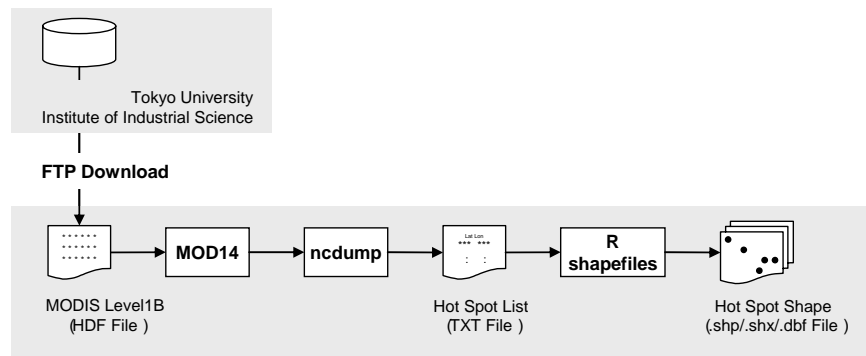 Tokyo University
Institute of Industrial Science
FTP Download
******
******
******
MOD14
ncdump
Lat Lon
*** ***
: :
R
shapefiles
MODIS Level1B
(HDF File )
Hot Spot List
(TXT File )
Hot Spot Shape
(.shp/.shx/.dbf File )